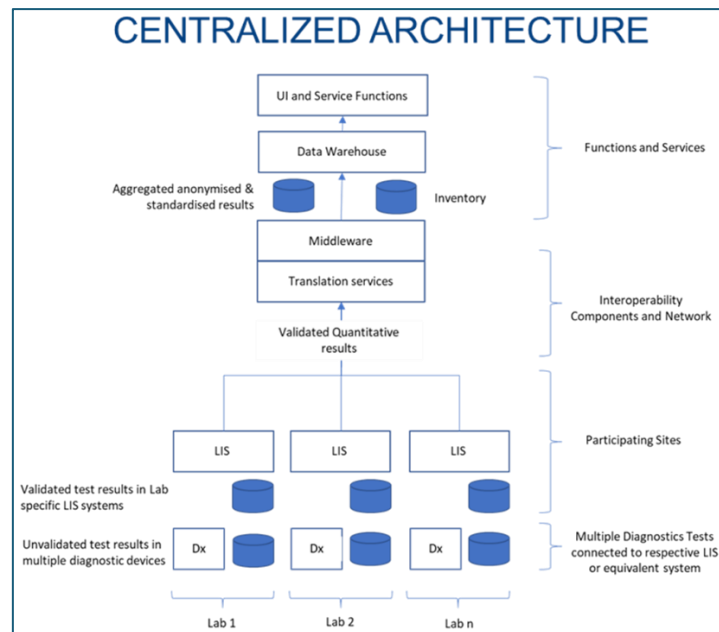 CENTRALIZED ARCHITECTURE
UI and Service Functions
Data Warehouse
Functions and Services
Aggregated anonymised &
standardised results
Inventory
Middleware
Translation services
Interoperability
Components and Network
Validated Quantitative
results
LIS
LIS
LIS
Participating Sites
Validated test results in Lab
specific LIS systems
Unvalidated test results in
multiple diagnostic devices
Dx
Dx
Dx
Multiple Diagnostics Tests
connected to respective LIS
or equivalent system
Lab 1
Lab 2
Lab n